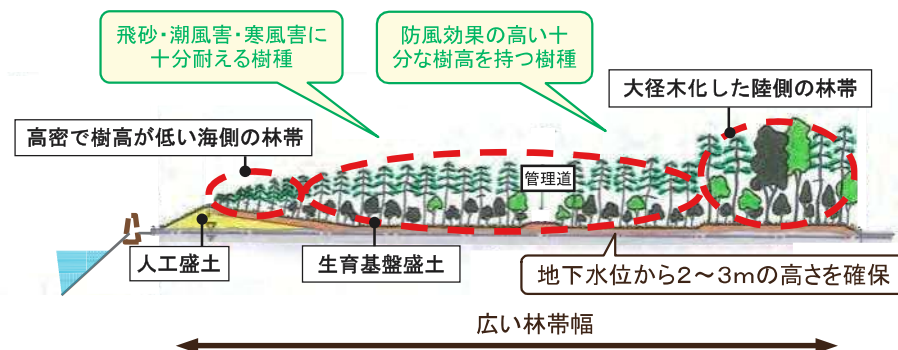 飛砂・潮風害・寒風害に
十分耐える樹種
防風効果の高い十
分な樹高を持つ樹種
大径木化した陸側の林帯
高密で樹高が低い海側の林帯
管理道
人工盛土
生育基盤盛土
地下水位から2～3mの高さを確保
広い林帯幅